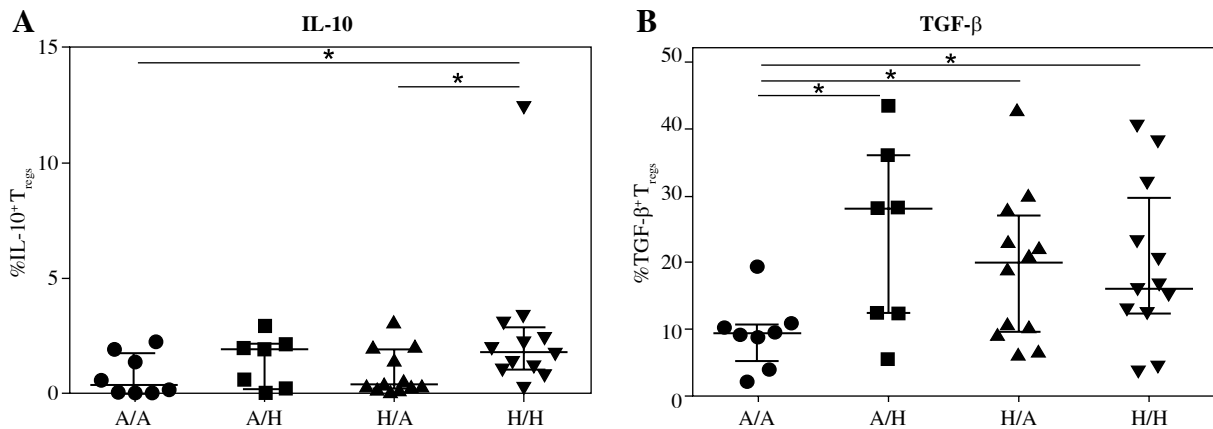 A
IL-10
15
*
*
10
5
0
%IL-10+ Tregs
A/A A/H H/A H/H
B
TGF-β
50
*
*
*
40
30
20
10
0
%TGF-β+ Tregs
A/A A/H H/A H/H